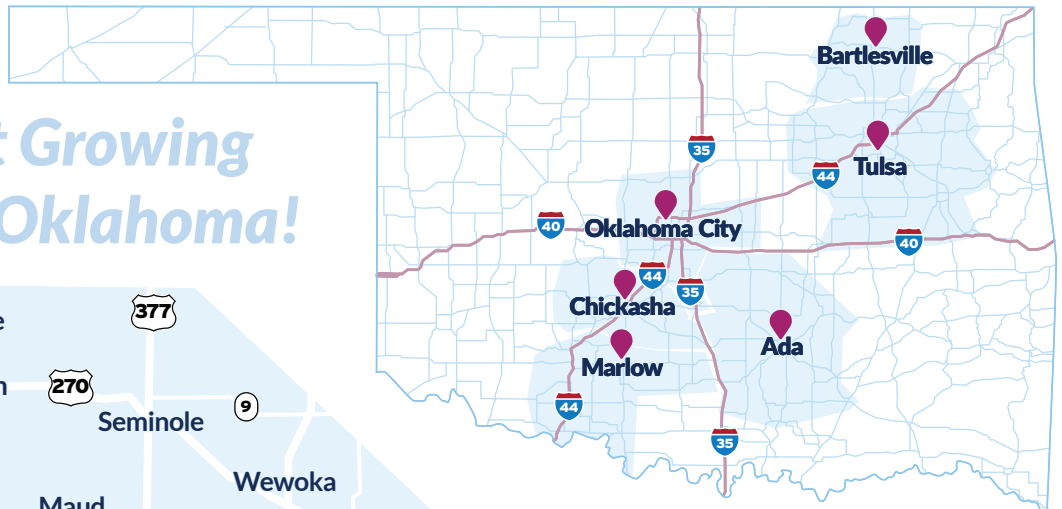 Growing
Oklahoma!
377
270
9
Seminole
Wewoka
Maud
Bartlesville
Tulsa
35
44
40
Oklahoma City
40
44
35
Chickasha
Ada
Marlow
44
35